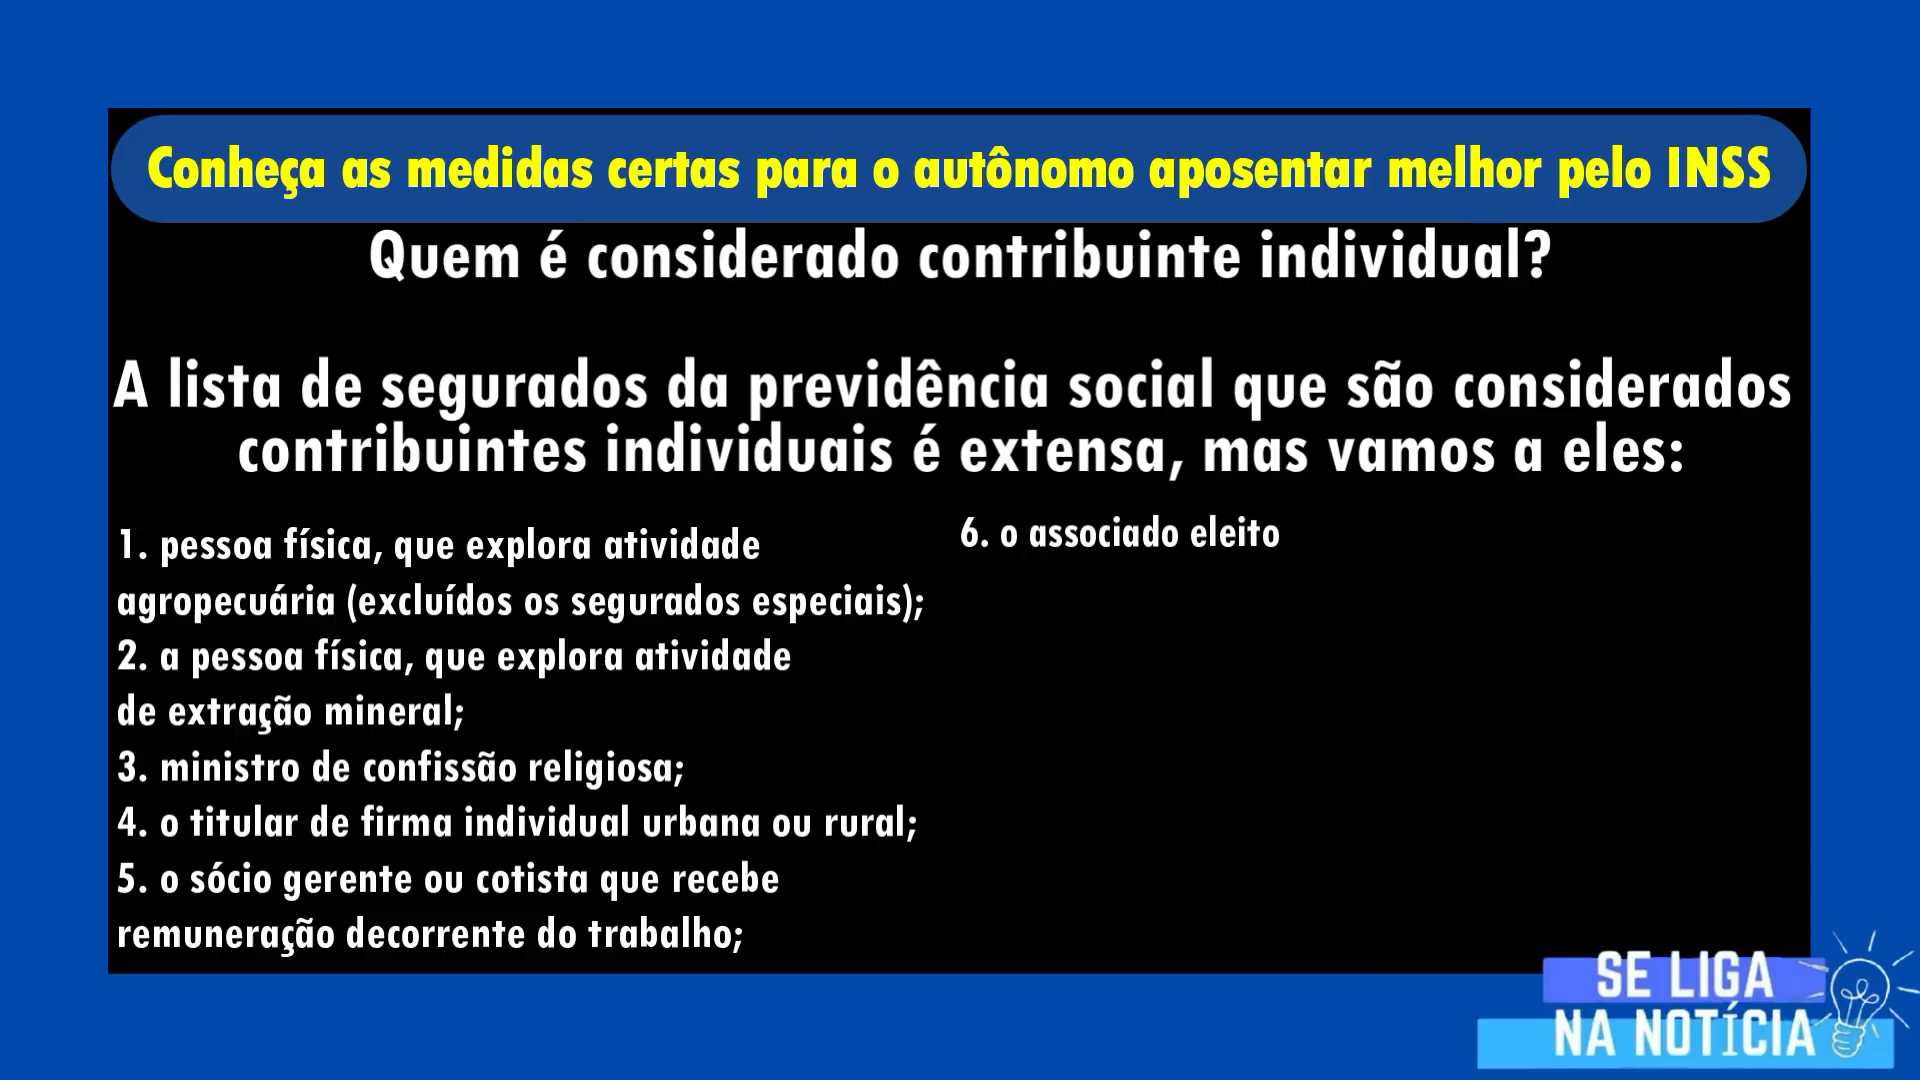 Conheça as medidas certas para o autônomo aposentar melhor pelo INSS
Quem é considerado contribuinte individual?
A lista de segurados da previdência social que são considerados
contribuintes individuais é extensa, mas vamos a eles:
1. pessoa física, que explora atividade
agropecuária (excluídos os segurados especiais);
2. a pessoa física, que explora atividade
de extração mineral;
3. ministro de confissão religiosa;
4. o titular de firma individual urbana ou rural;
5. o sócio gerente ou cotista que recebe
remuneração decorrente do trabalho;
6. o associado eleito
SE LIGA
NA NOTÍCIA